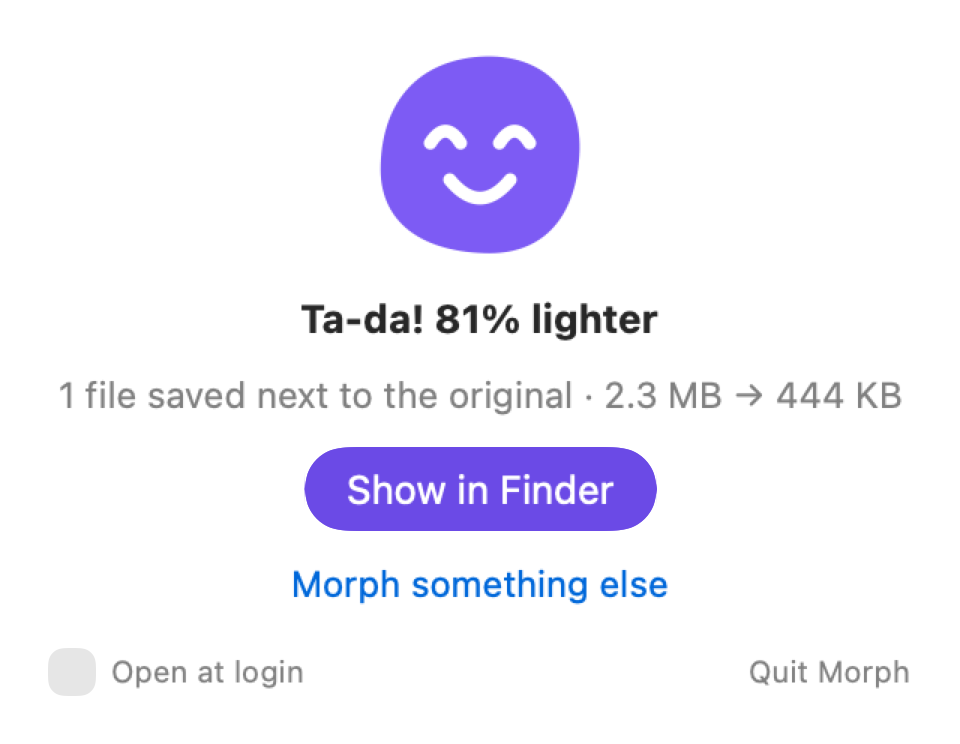 Ta-da! 81% lighter
1 file saved next to the original · 2.3 MB → 444 KB
Show in Finder
Morph something else
Open at login
Quit Morph